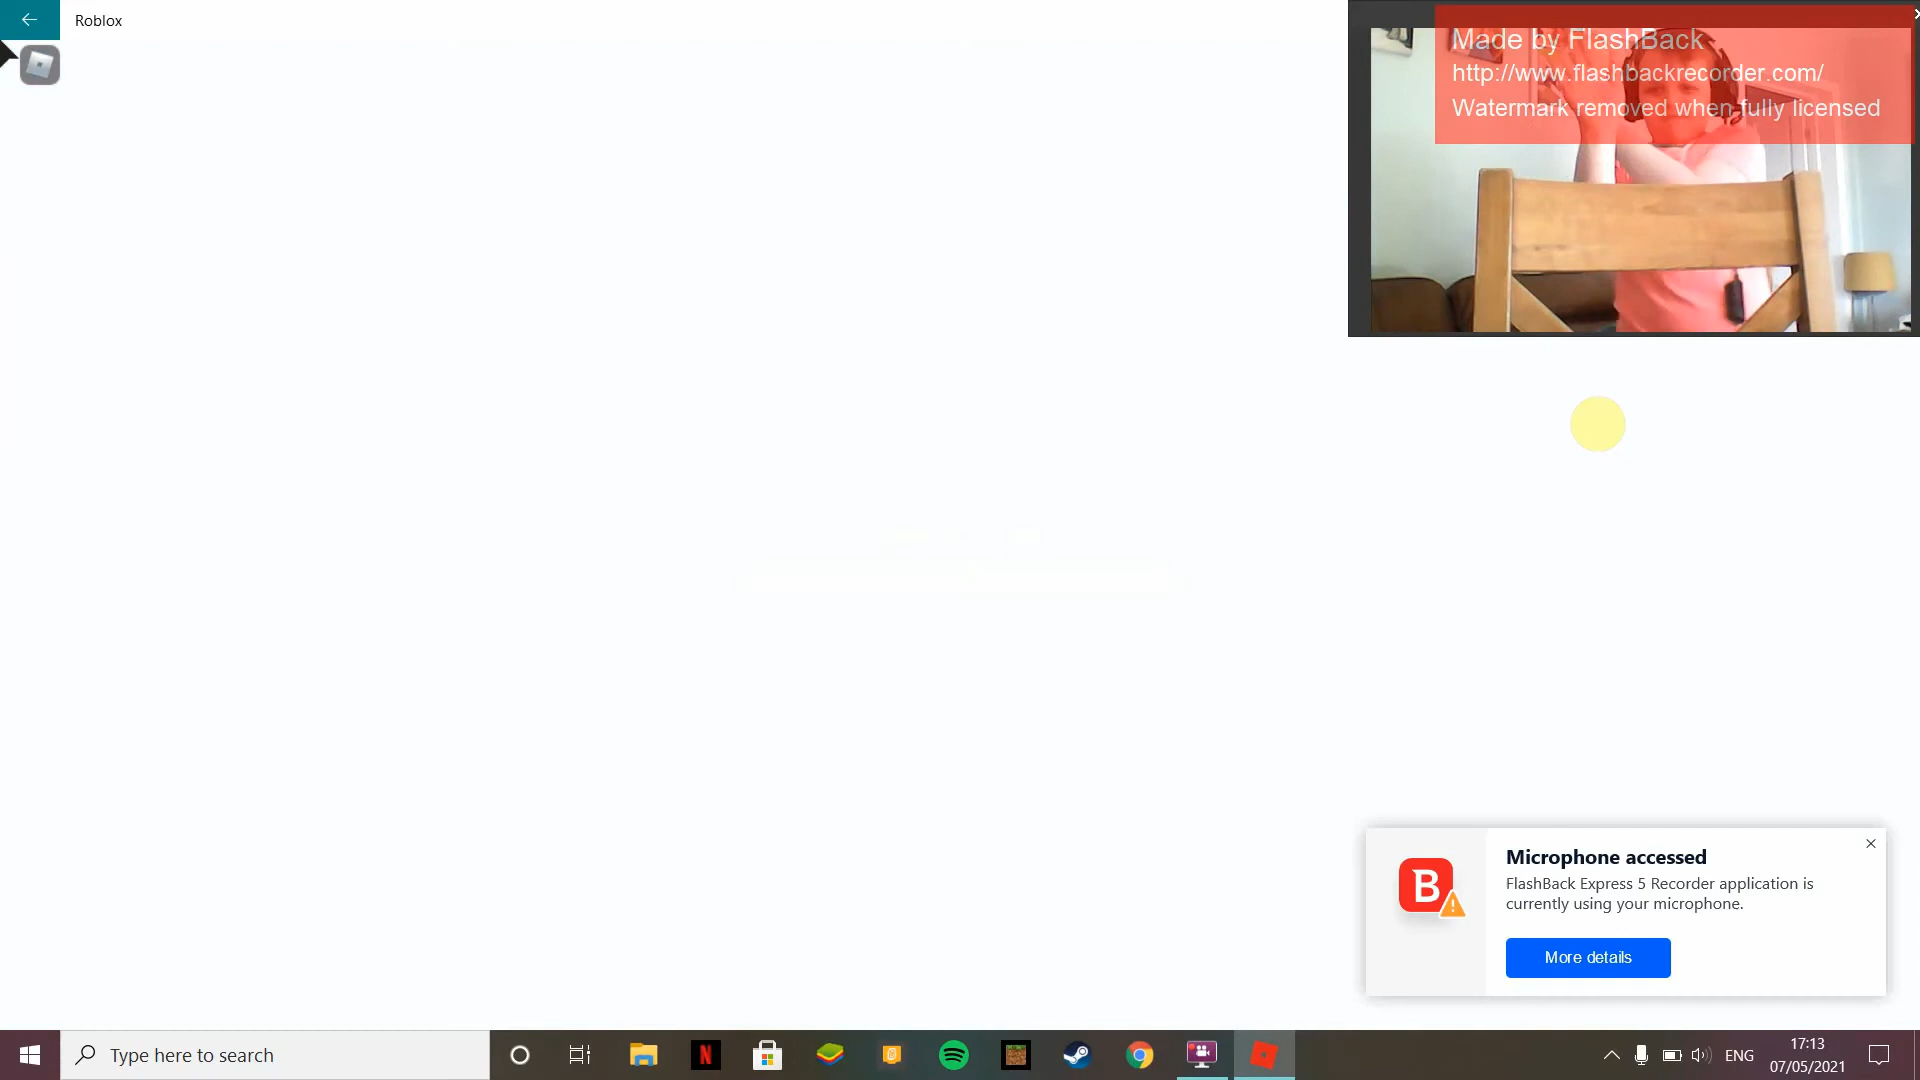 Roblox
Made by FlashBack
http://www.flashbackrecorder.com/
Watermark removed when fully licensed
Microphone accessed
FlashBack Express 5 Recorder application is
currently using your microphone.
More details
B
N
Type here to search
ENG
17:13
07/05/2021